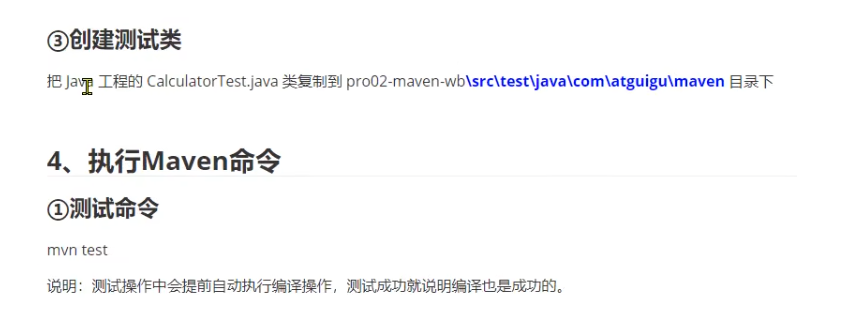 ③创建测试类
把 Java 工程的 CalculatorTest.java 类复制到 pro02-maven-wb\src\test\java\com\atguigu\maven 目录下
4、执行Maven命令
①测试命令
mvn test
说明：测试操作中会提前自动执行编译操作，测试成功就说明编译也是成功的。